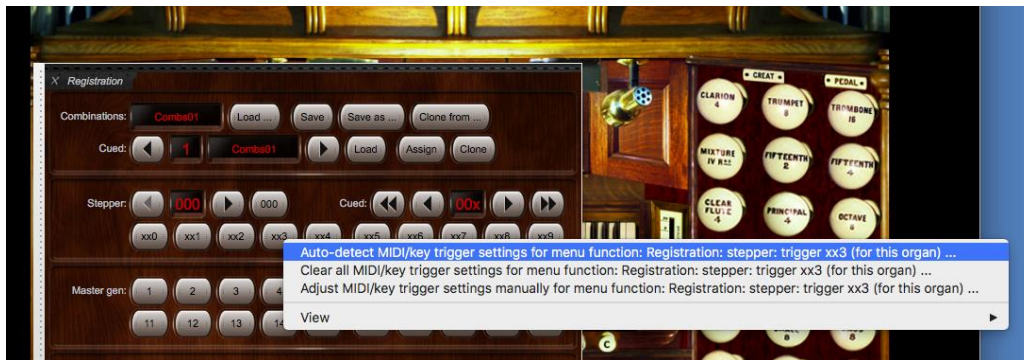 X Registration
Combinations: Combs01 Load ... Save Save as ... Clone from ...
Cued: 1 Combs01 Load Assign Clone
Stepper: 000 000 Cued: 00x
xx0 xx1 xx2 xx3 xx4 xx5 xx6 xx7 xx8 xx9
Auto-detect MIDI/key trigger settings for menu function: Registration: stepper: trigger xx3 (for this organ) ...
Clear all MIDI/key trigger settings for menu function: Registration: stepper: trigger xx3 (for this organ) ...
Adjust MIDI/key trigger settings manually for menu function: Registration: stepper: trigger xx3 (for this organ) ...
View
Master gen: 1 2 3 4
11 12 13 14
• GREAT •
• PEDAL •
CLARION 4
TRUMPET 8
TROMBONE 16
MIXTURE IV RKS
FIFTEENTH 2
FIFTEENTH 4
CLEAR FLUTE 4
PRINCIPAL 4
OCTAVE 8
SMALL 8
8
C